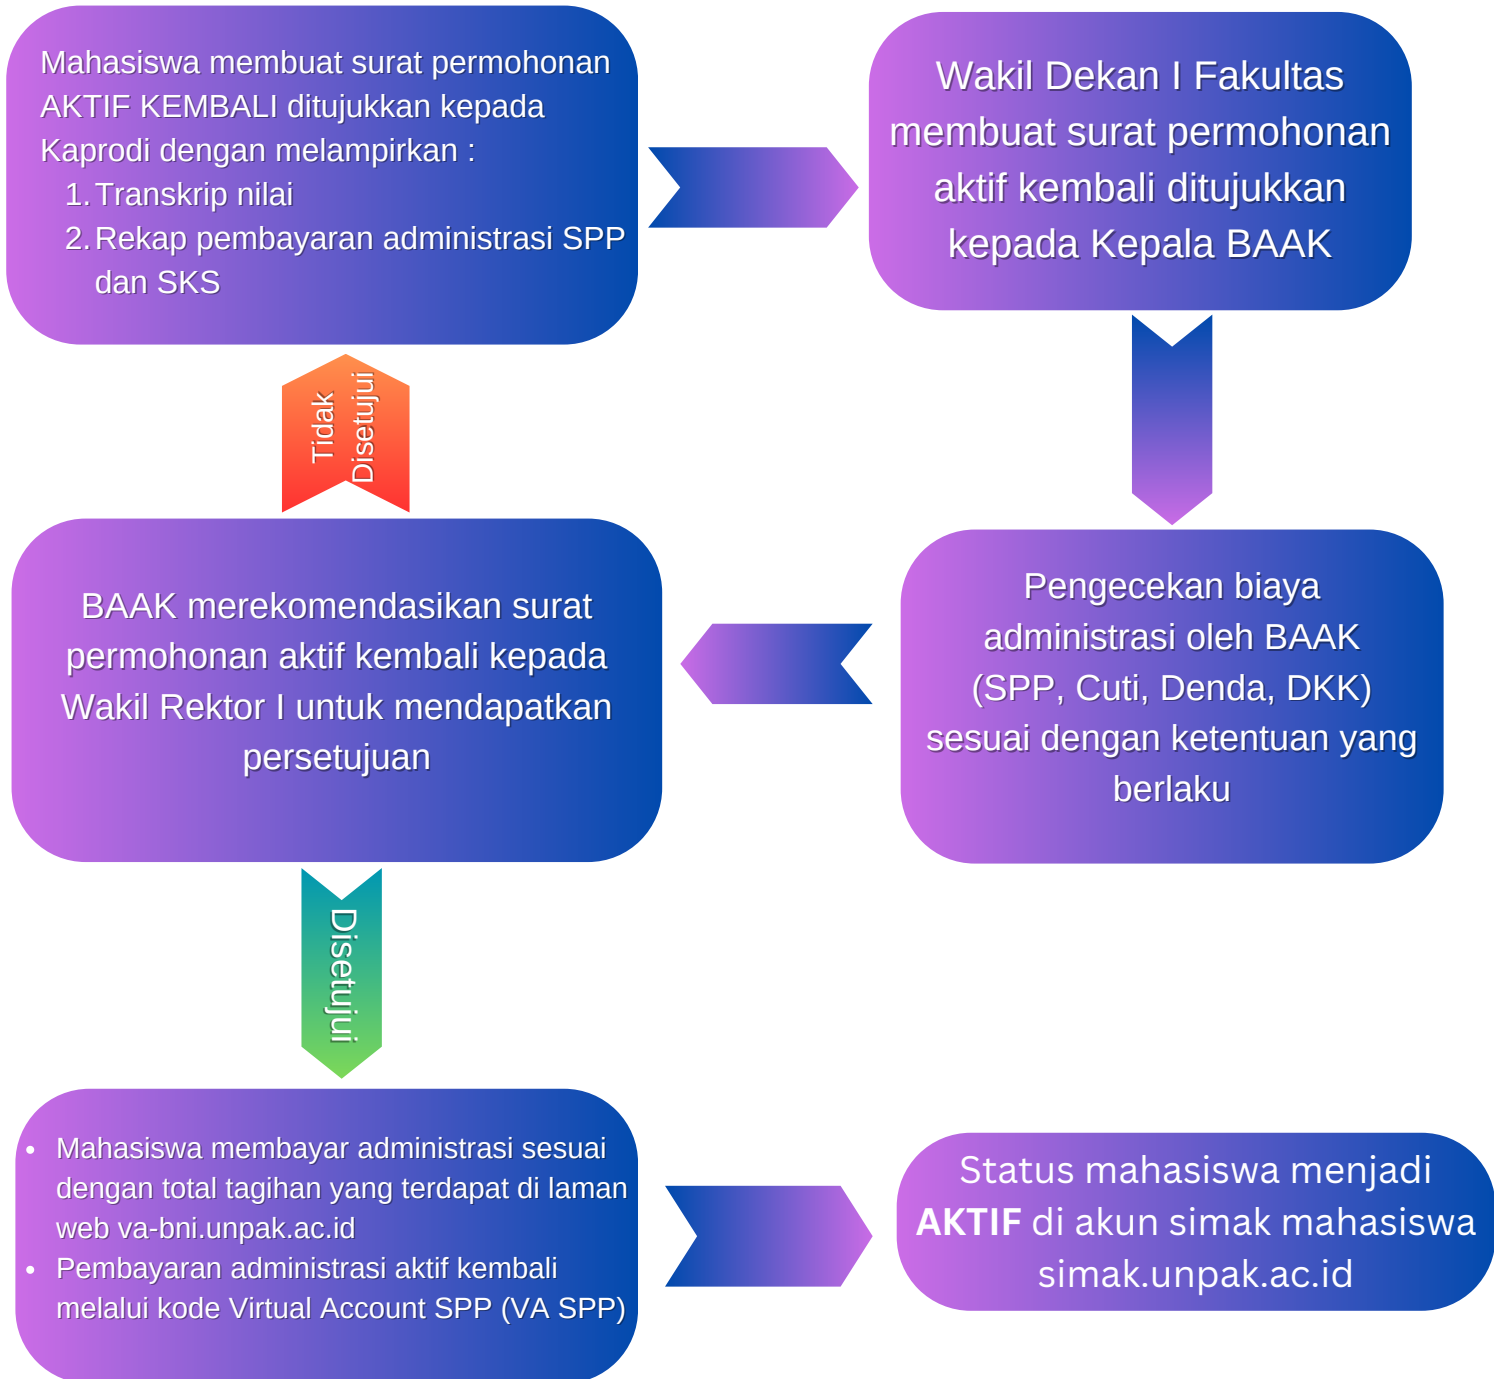 Mahasiswa membuat surat permohonan
AKTIF KEMBALI ditujukkan kepada
Kaprodi dengan melampirkan :
1. Transkrip nilai
2. Rekap pembayaran administrasi SPP
dan SKS
Wakil Dekan I Fakultas
membuat surat permohonan
aktif kembali ditujukkan
kepada Kepala BAAK
Pengecekan biaya
administrasi oleh BAAK
(SPP, Cuti, Denda, DKK)
sesuai dengan ketentuan yang
berlaku
BAAK merekomendasikan surat
permohonan aktif kembali kepada
Wakil Rektor I untuk mendapatkan
persetujuan
Tidak
Disetujui
Disetujui
• Mahasiswa membayar administrasi sesuai
dengan total tagihan yang terdapat di laman
web va-bni.unpak.ac.id
• Pembayaran administrasi aktif kembali
melalui kode Virtual Account SPP (VA SPP)
Status mahasiswa menjadi
AKTIF di akun simak mahasiswa
simak.unpak.ac.id